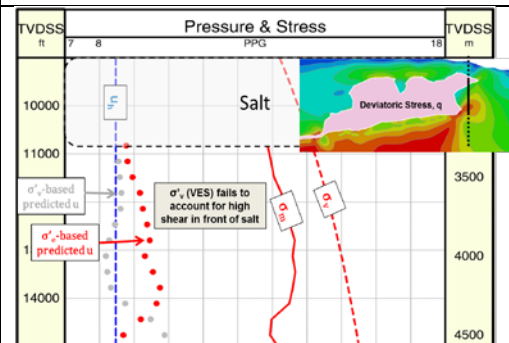 TVDSS
ft
Pressure & Stress
TVDSS
m
7
8
PPG
18
10000
uₕ
Salt
Deviatoric Stress, q
11000
3500
σ'ᵥ-based
predicted u
σ'ᵥ (VES) fails to
account for high
shear in front of salt
σₘ
σᵥ
predicted u
4000
14000
4500